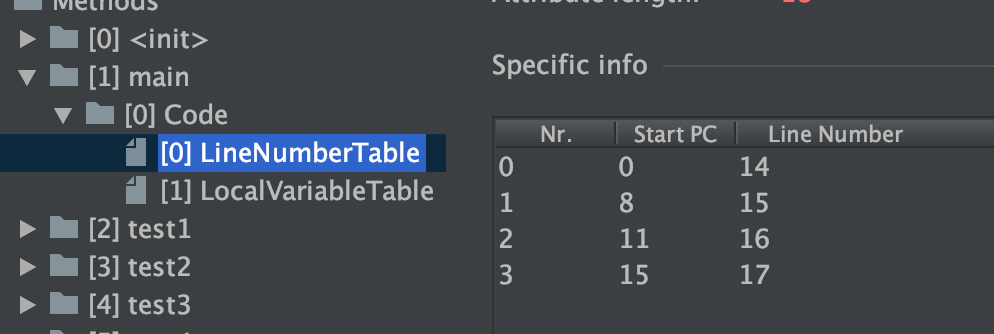 Methods
[0] <init>
[1] main
[0] Code
[0] LineNumberTable
[1] LocalVariableTable
[2] test1
[3] test2
[4] test3
Attribute length:
Specific info
Nr. Start PC Line Number
0 0 14
1 8 15
2 11 16
3 15 17